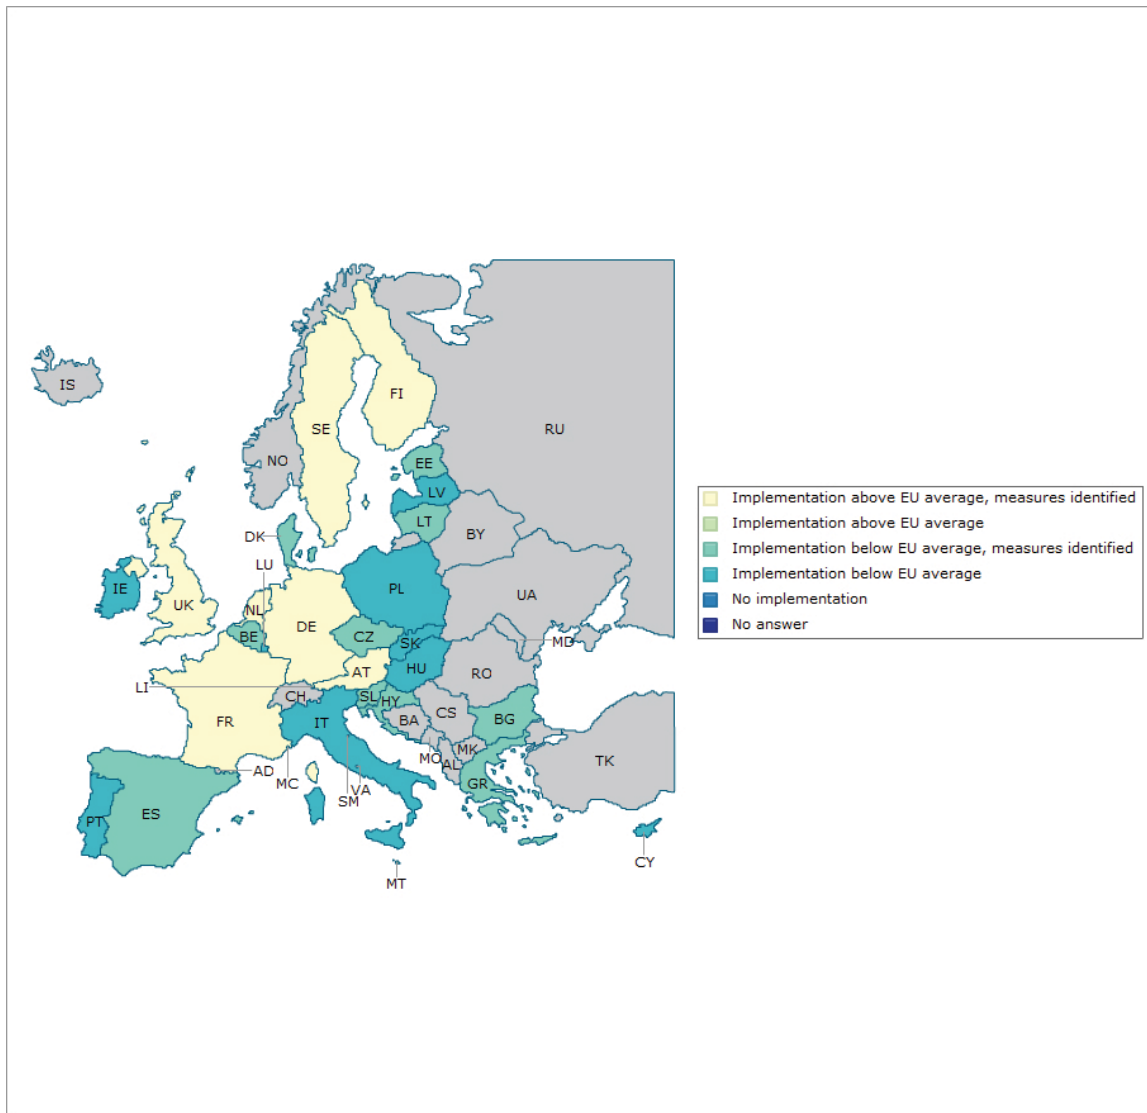 IS
FI
SE
RU
NO
EE
LV
LT
DK
BY
LU
IE
PL
UA
UK
NL
DE
BE
CZ
SK
MD
HU
AT
RO
LI
CH
SL
HY
IT
BA
CS
BG
FR
MO
MK
AL
TK
AD
MC
VA
SM
GR
ES
PT
CY
MT
Implementation above EU average, measures identified
Implementation above EU average
Implementation below EU average, measures identified
Implementation below EU average
No implementation
No answer